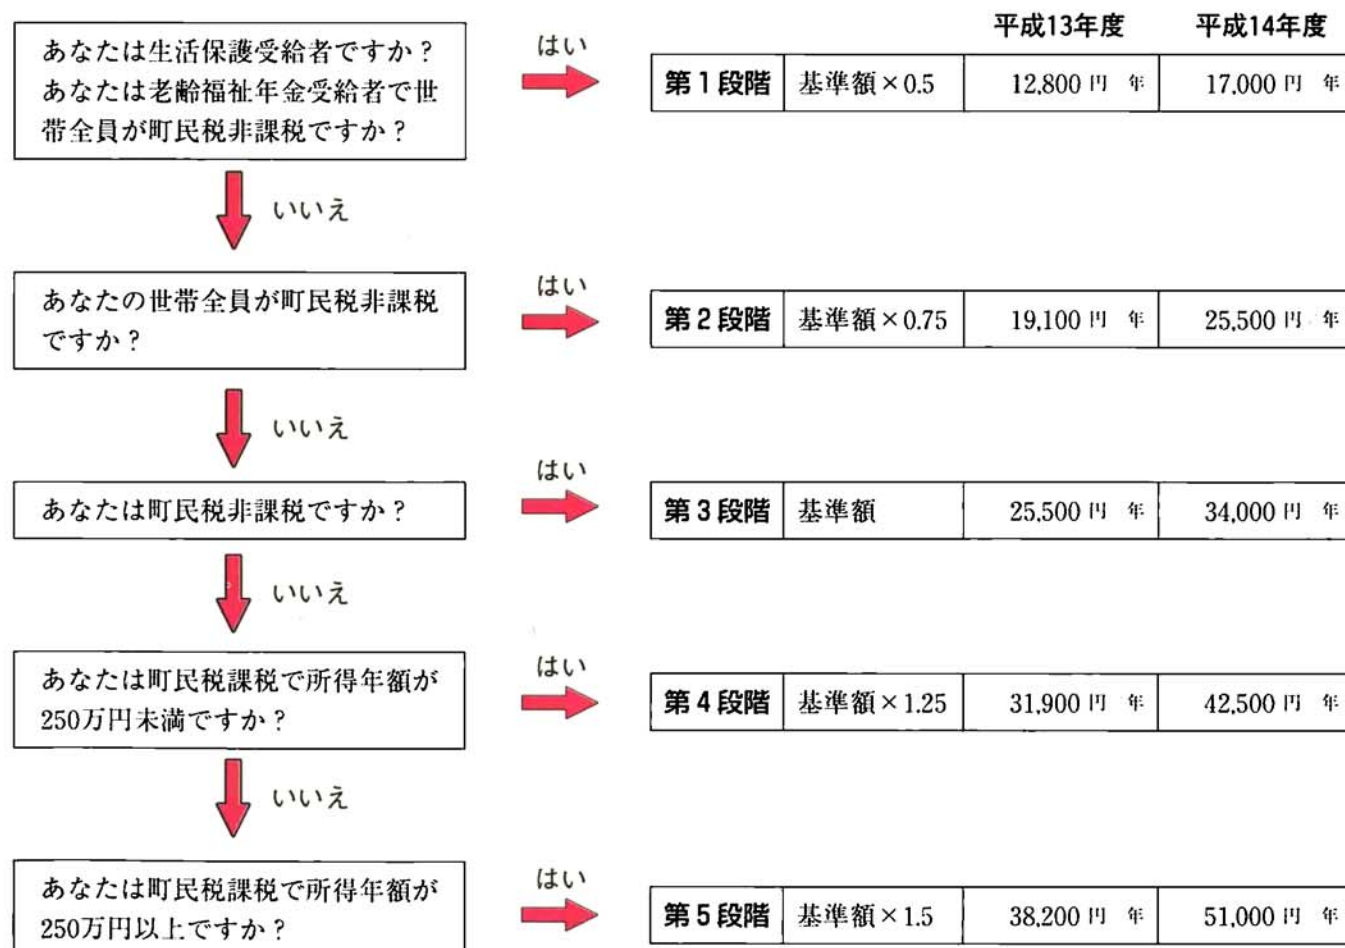 平成13年度 平成14年度
あなたは生活保護受給者ですか？
あなたは老齢福祉年金受給者で世
帯全員が町民税非課税ですか？
はい
第1段階 基準額×0.5 12,800円 年 17,000円 年
いいえ
あなたの世帯全員が町民税非課税
ですか？
はい
第2段階 基準額×0.75 19,100円 年 25,500円 年
いいえ
あなたは町民税非課税ですか？
はい
第3段階 基準額 25,500円 年 34,000円 年
いいえ
あなたは町民税課税で所得年額が
250万円未満ですか？
はい
第4段階 基準額×1.25 31,900円 年 42,500円 年
いいえ
あなたは町民税課税で所得年額が
250万円以上ですか？
はい
第5段階 基準額×1.5 38,200円 年 51,000円 年